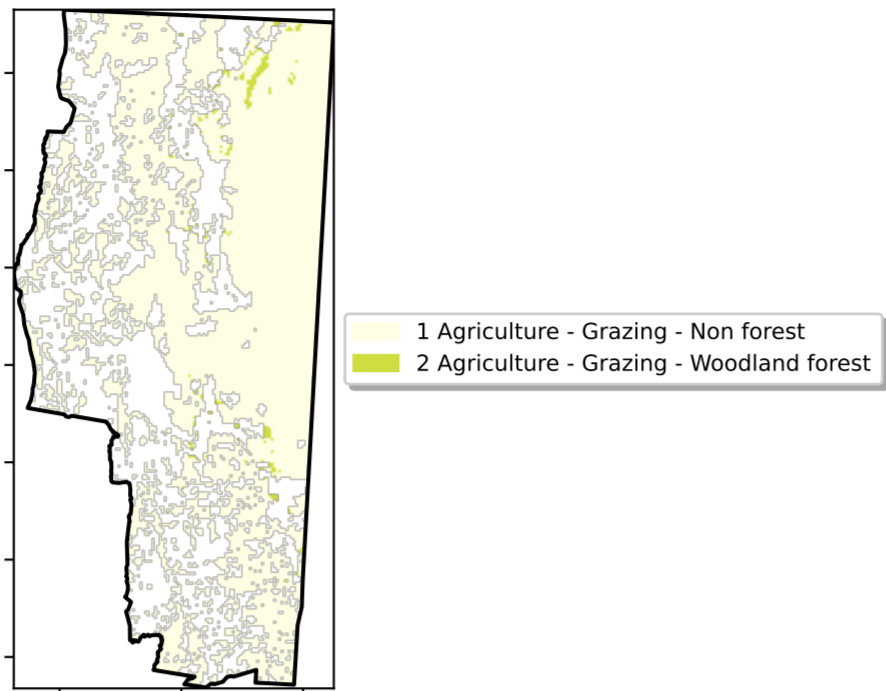 1 Agriculture - Grazing - Non forest
2 Agriculture - Grazing - Woodland forest